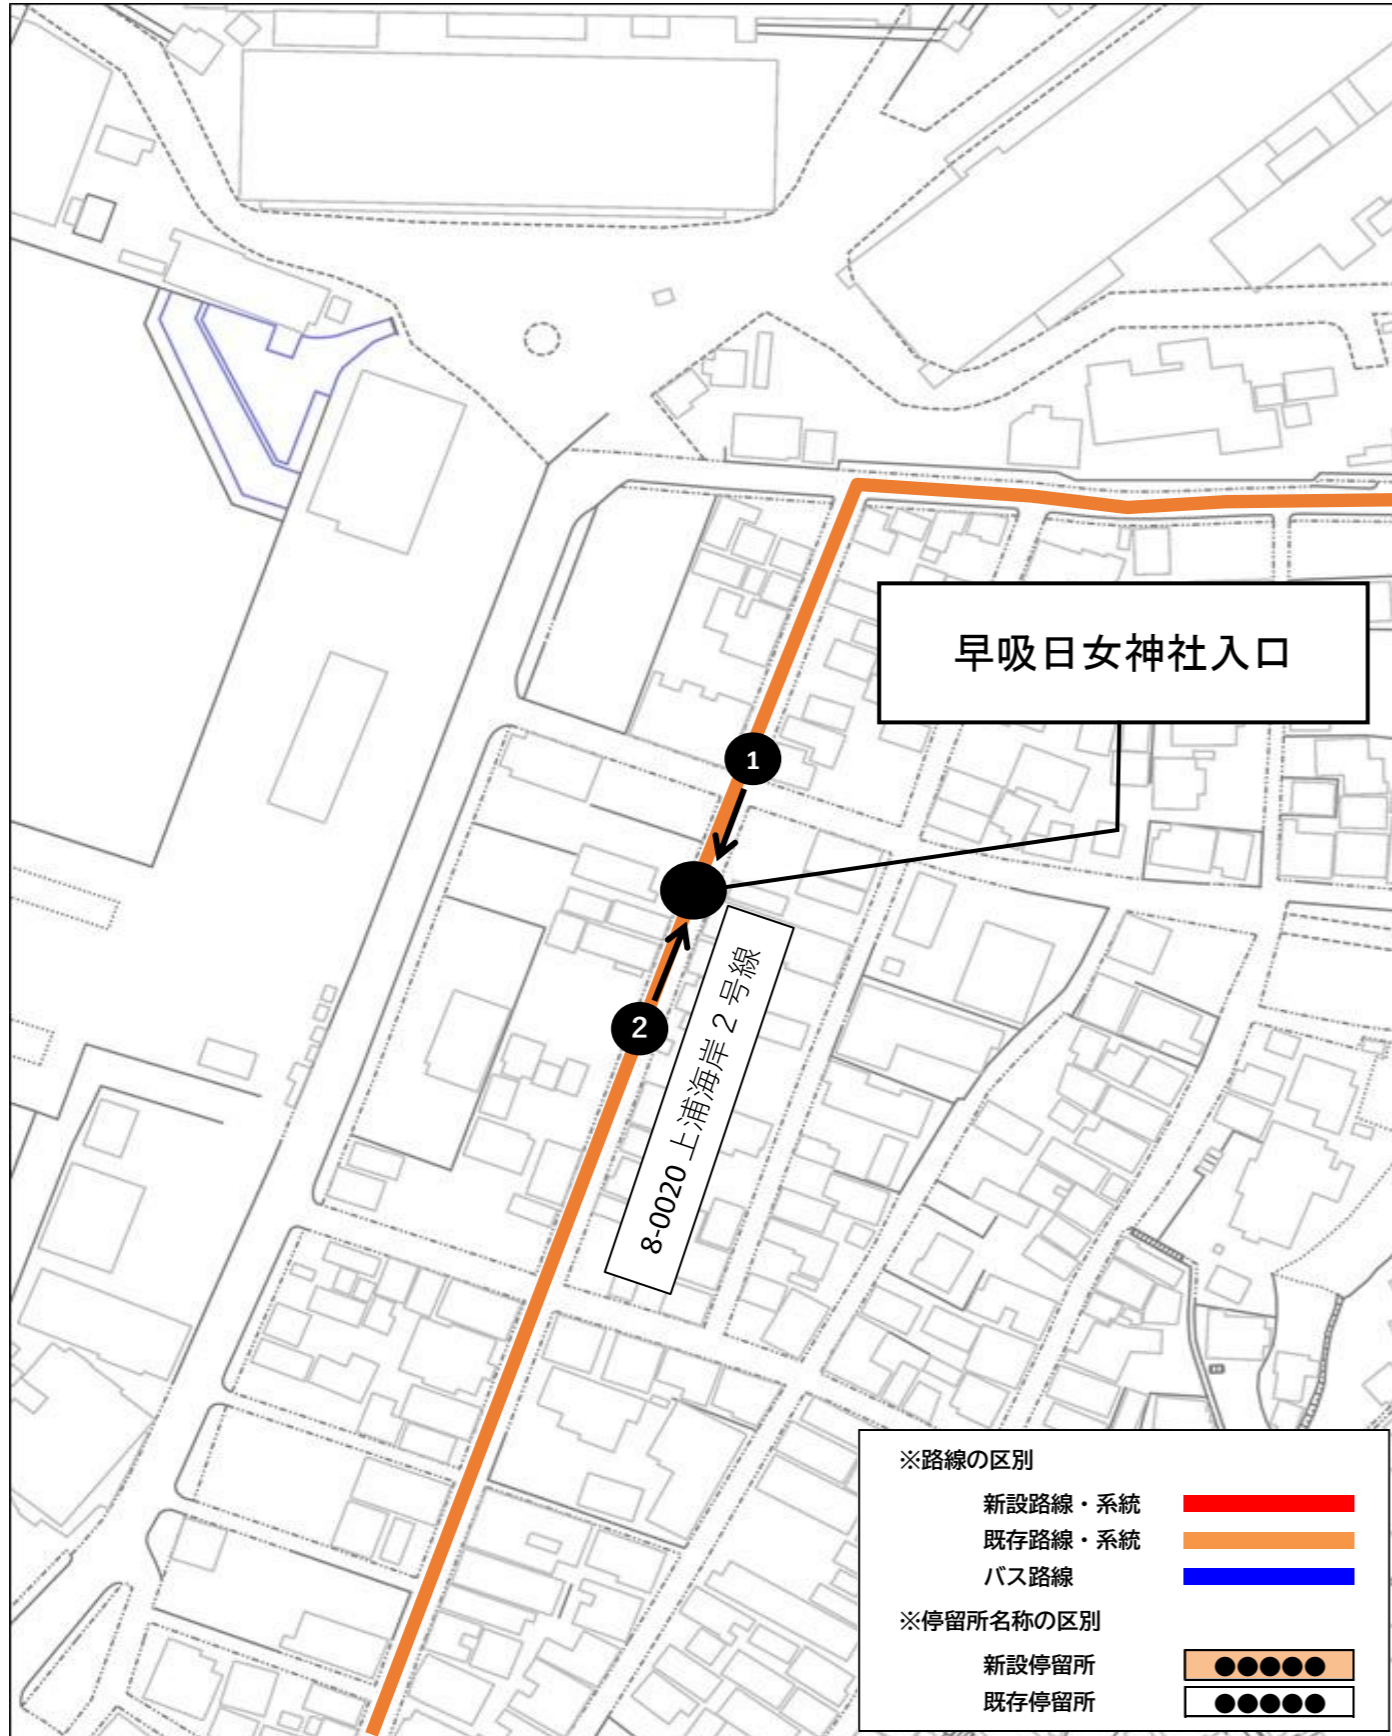 早吸日女神社入口
1
8-0020 上浦海岸２号線
2
※路線の区別
新設路線・系統
既存路線・系統
バス路線
※停留所名称の区別
新設停留所 ●●●●●
既存停留所 ●●●●●